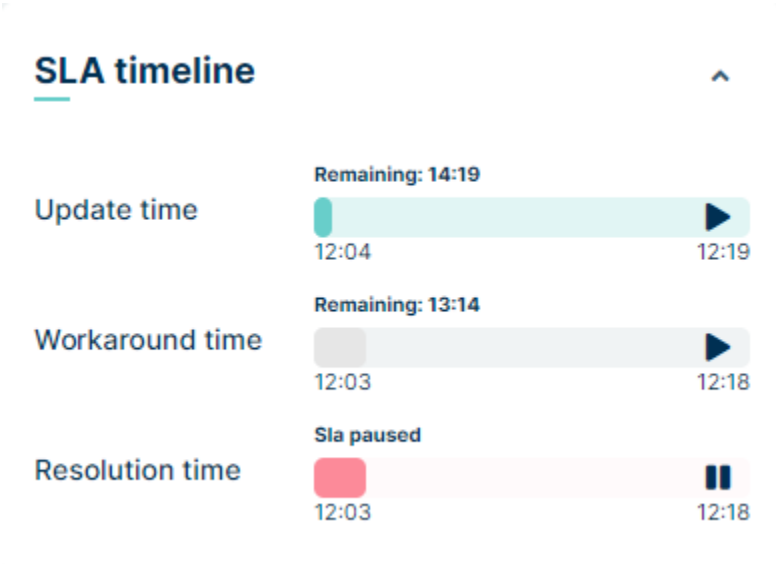 SLA timeline
Remaining: 14:19
Update time
12:04 12:19
Remaining: 13:14
Workaround time
12:03 12:18
Sla paused
Resolution time
12:03 12:18